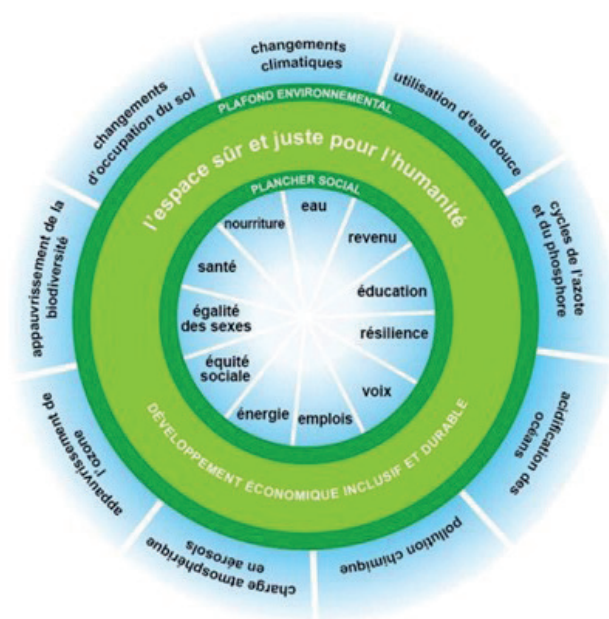 changements
climatiques
utilisation d'eau douce
cycles de l'azote
et du phosphore
acidification des
océans
pollution chimique
charge atmosphérique
en aérosols
appauvrissement de
l'ozone
appauvrissement de la
biodiversité
changements
d'occupation du sol
PLAFOND ENVIRONNEMENTAL
l'espace sûr et juste pour l'humanité
PLANCHER SOCIAL
eau
revenu
éducation
résilience
voix
emplois
énergie
équité
sociale
égalité
des sexes
santé
nourriture
DÉVELOPPEMENT ÉCONOMIQUE INCLUSIF ET DURABLE